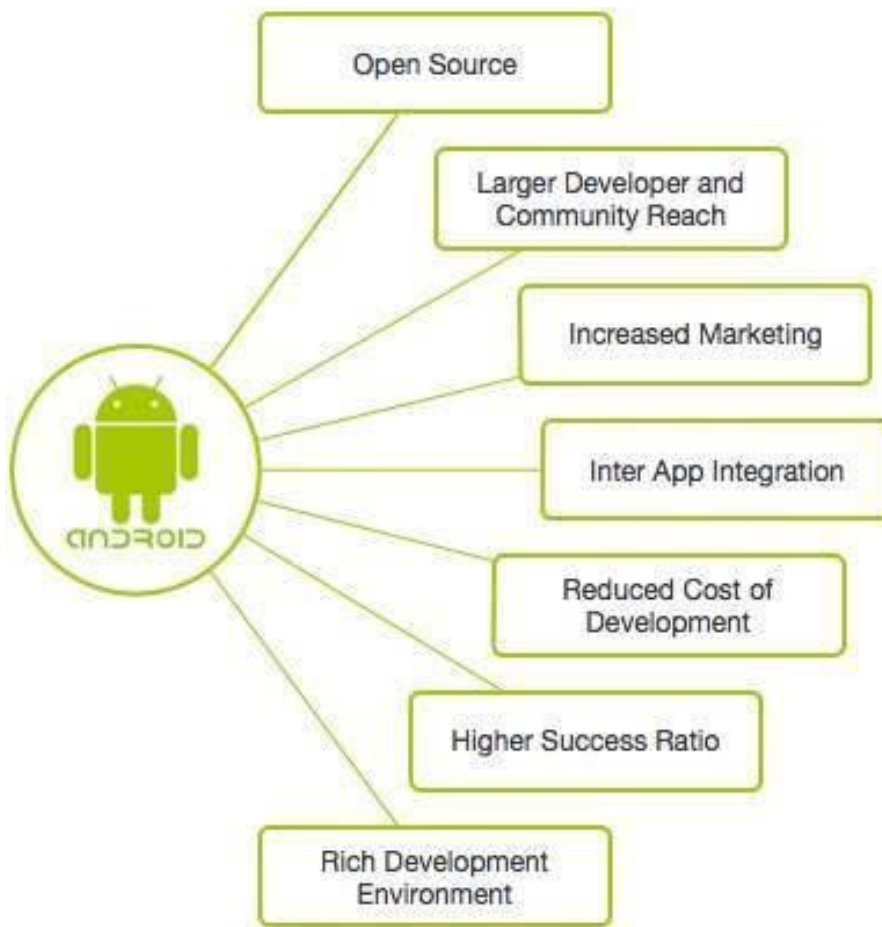 Open Source
Larger Developer and
Community Reach
Increased Marketing
Inter App Integration
ANDROID
Reduced Cost of
Development
Higher Success Ratio
Rich Development
Environment